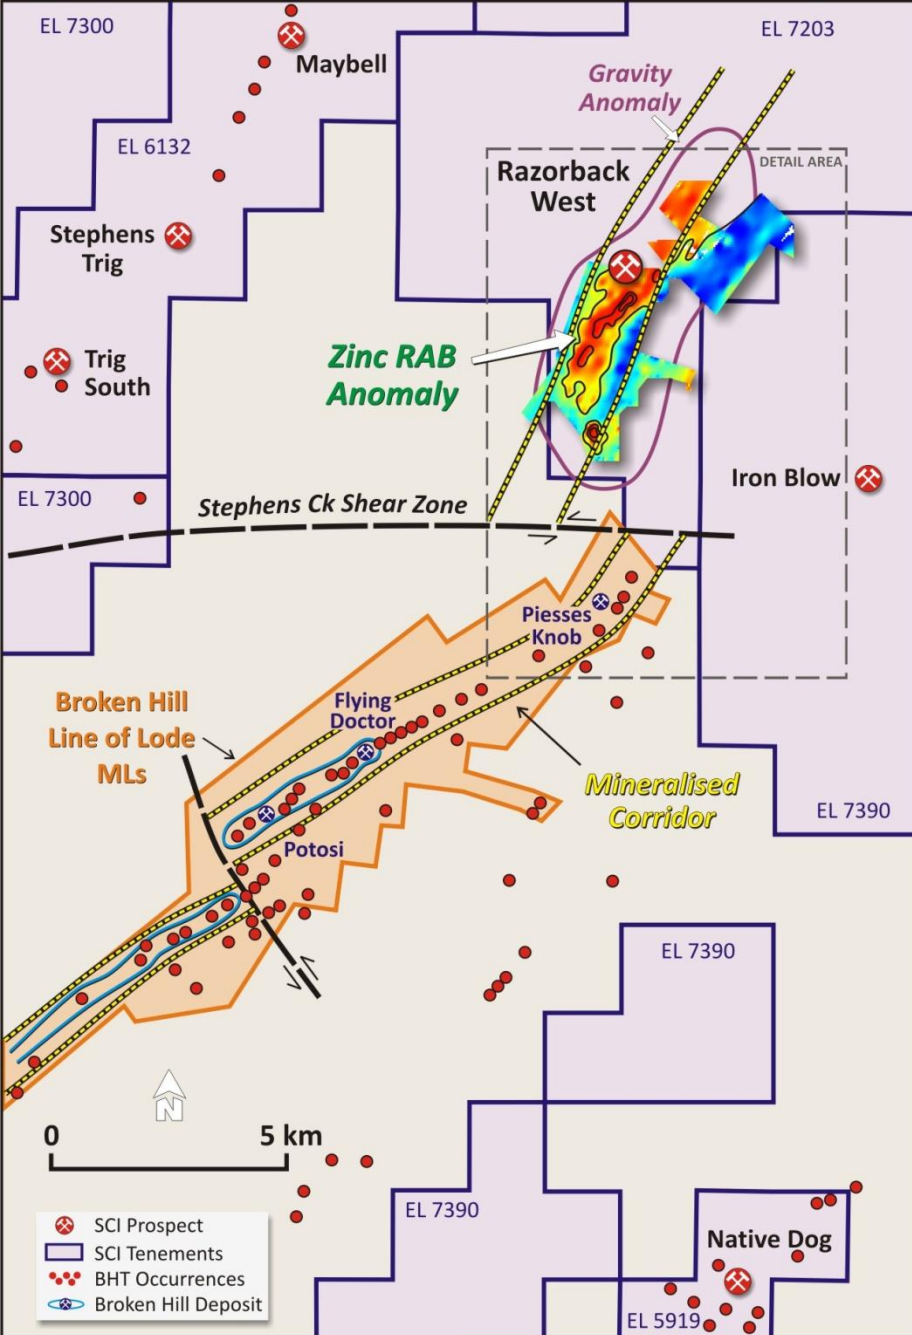 EL 7300
EL 7203
Maybell
Gravity
Anomaly
EL 6132
DETAIL AREA
Razorback
West
Stephens
Trig
Zinc RAB
Anomaly
Trig
South
Iron Blow
EL 7300
Stephens Ck Shear Zone
Piesses
Knob
Broken Hill
Line of Lode
MLs
Flying
Doctor
Mineralised
Corridor
EL 7390
Potosi
EL 7390
N
0 5 km
EL 7390
Native Dog
EL 5919
SCI Prospect
SCI Tenements
BHT Occurrences
Broken Hill Deposit